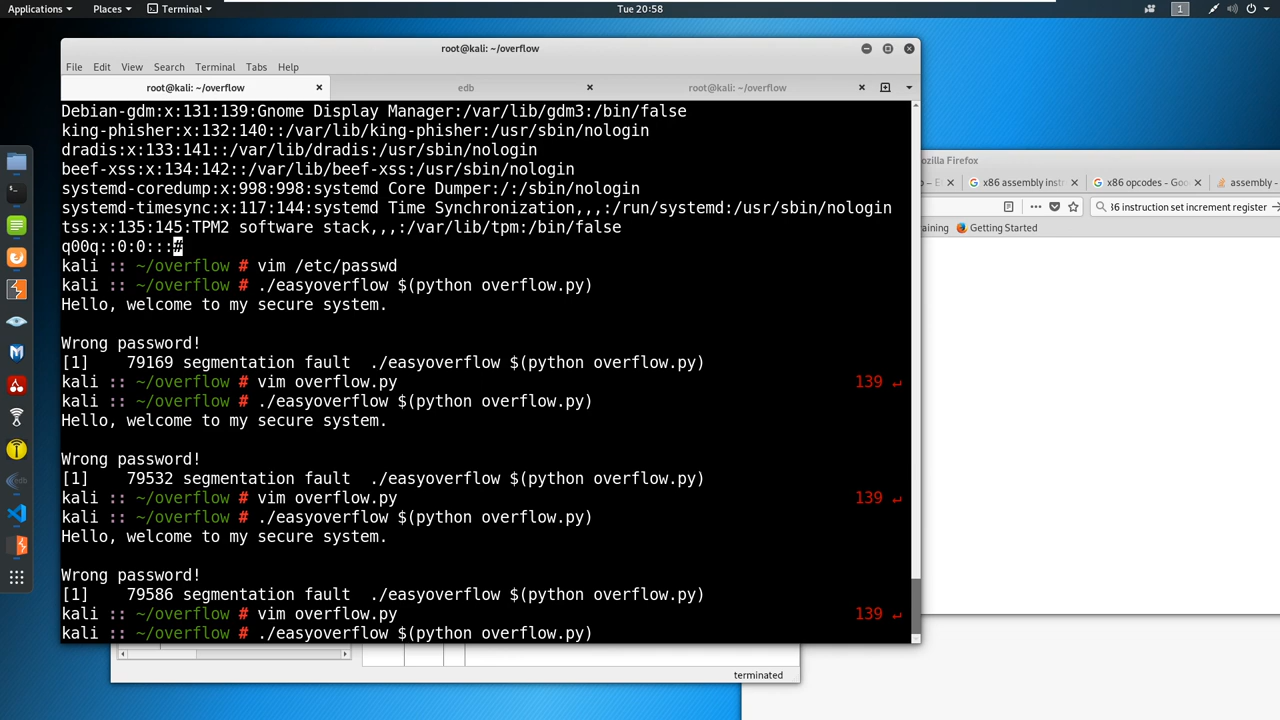 Applications
Places
Terminal
Tue 20:58
1
root@kali: ~/overflow
File Edit View Search Terminal Tabs Help
root@kali: ~/overflow
edb
root@kali: ~/overflow
Debian-gdm:x:131:139:Gnome Display Manager:/var/lib/gdm3:/bin/false
king-phisher:x:132:140::/var/lib/king-phisher:/usr/sbin/nologin
dradis:x:133:141::/var/lib/dradis:/usr/sbin/nologin
beef-xss:x:134:142::/var/lib/beef-xss:/usr/sbin/nologin
systemd-coredump:x:998:998:systemd Core Dumper:/:/sbin/nologin
systemd-timesync:x:117:144:systemd Time Synchronization,,,:/run/systemd:/usr/sbin/nologin
tss:x:135:145:TPM2 software stack,,,:/var/lib/tpm:/bin/false
q00q::0:0:::#
kali :: ~/overflow # vim /etc/passwd
kali :: ~/overflow # ./easyoverflow $(python overflow.py)
Hello, welcome to my secure system.
Wrong password!
[1]    79169 segmentation fault  ./easyoverflow $(python overflow.py)
kali :: ~/overflow # vim overflow.py 139 ↵
kali :: ~/overflow # ./easyoverflow $(python overflow.py)
Hello, welcome to my secure system.
Wrong password!
[1]    79532 segmentation fault  ./easyoverflow $(python overflow.py)
kali :: ~/overflow # vim overflow.py 139 ↵
kali :: ~/overflow # ./easyoverflow $(python overflow.py)
Hello, welcome to my secure system.
Wrong password!
[1]    79586 segmentation fault  ./easyoverflow $(python overflow.py)
kali :: ~/overflow # vim overflow.py 139 ↵
kali :: ~/overflow # ./easyoverflow $(python overflow.py)
ozilla Firefox
x86 assembly inst
x86 opcodes - Goo
assembly -
36 instruction set increment register
aining
Getting Started
terminated